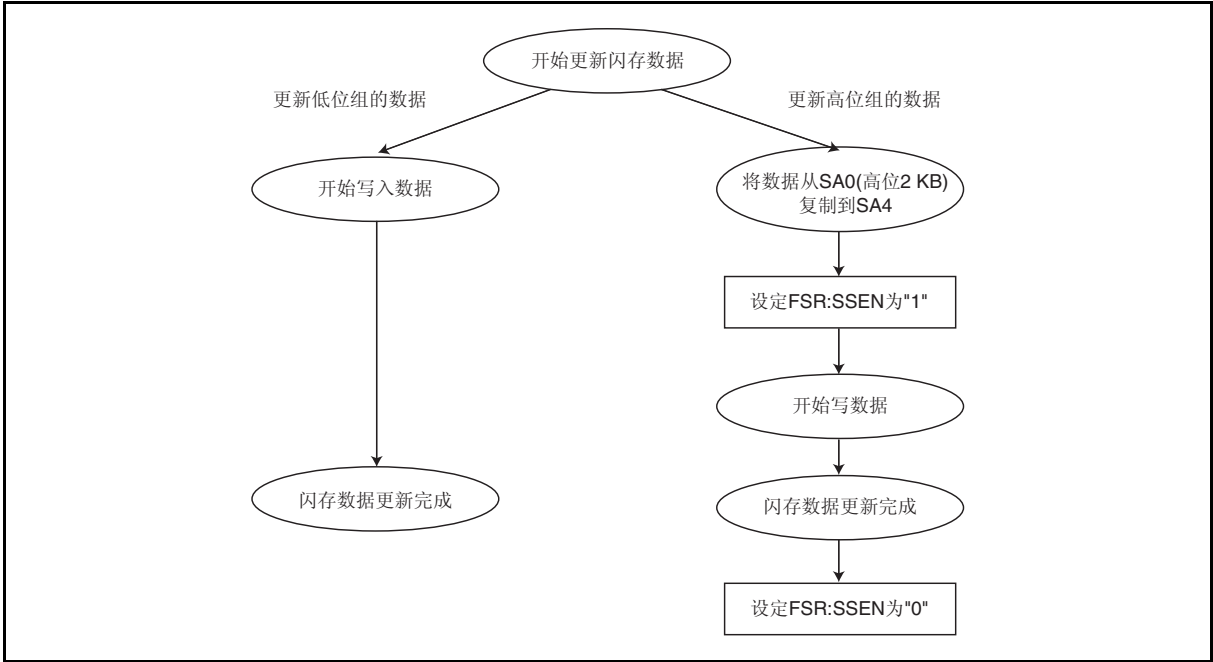 开始更新闪存数据
更新低位组的数据
更新高位组的数据
开始写入数据
将数据从SA0(高位2 KB)
复制到SA4
设定FSR:SSEN为"1"
开始写数据
闪存数据更新完成
闪存数据更新完成
设定FSR:SSEN为"0"